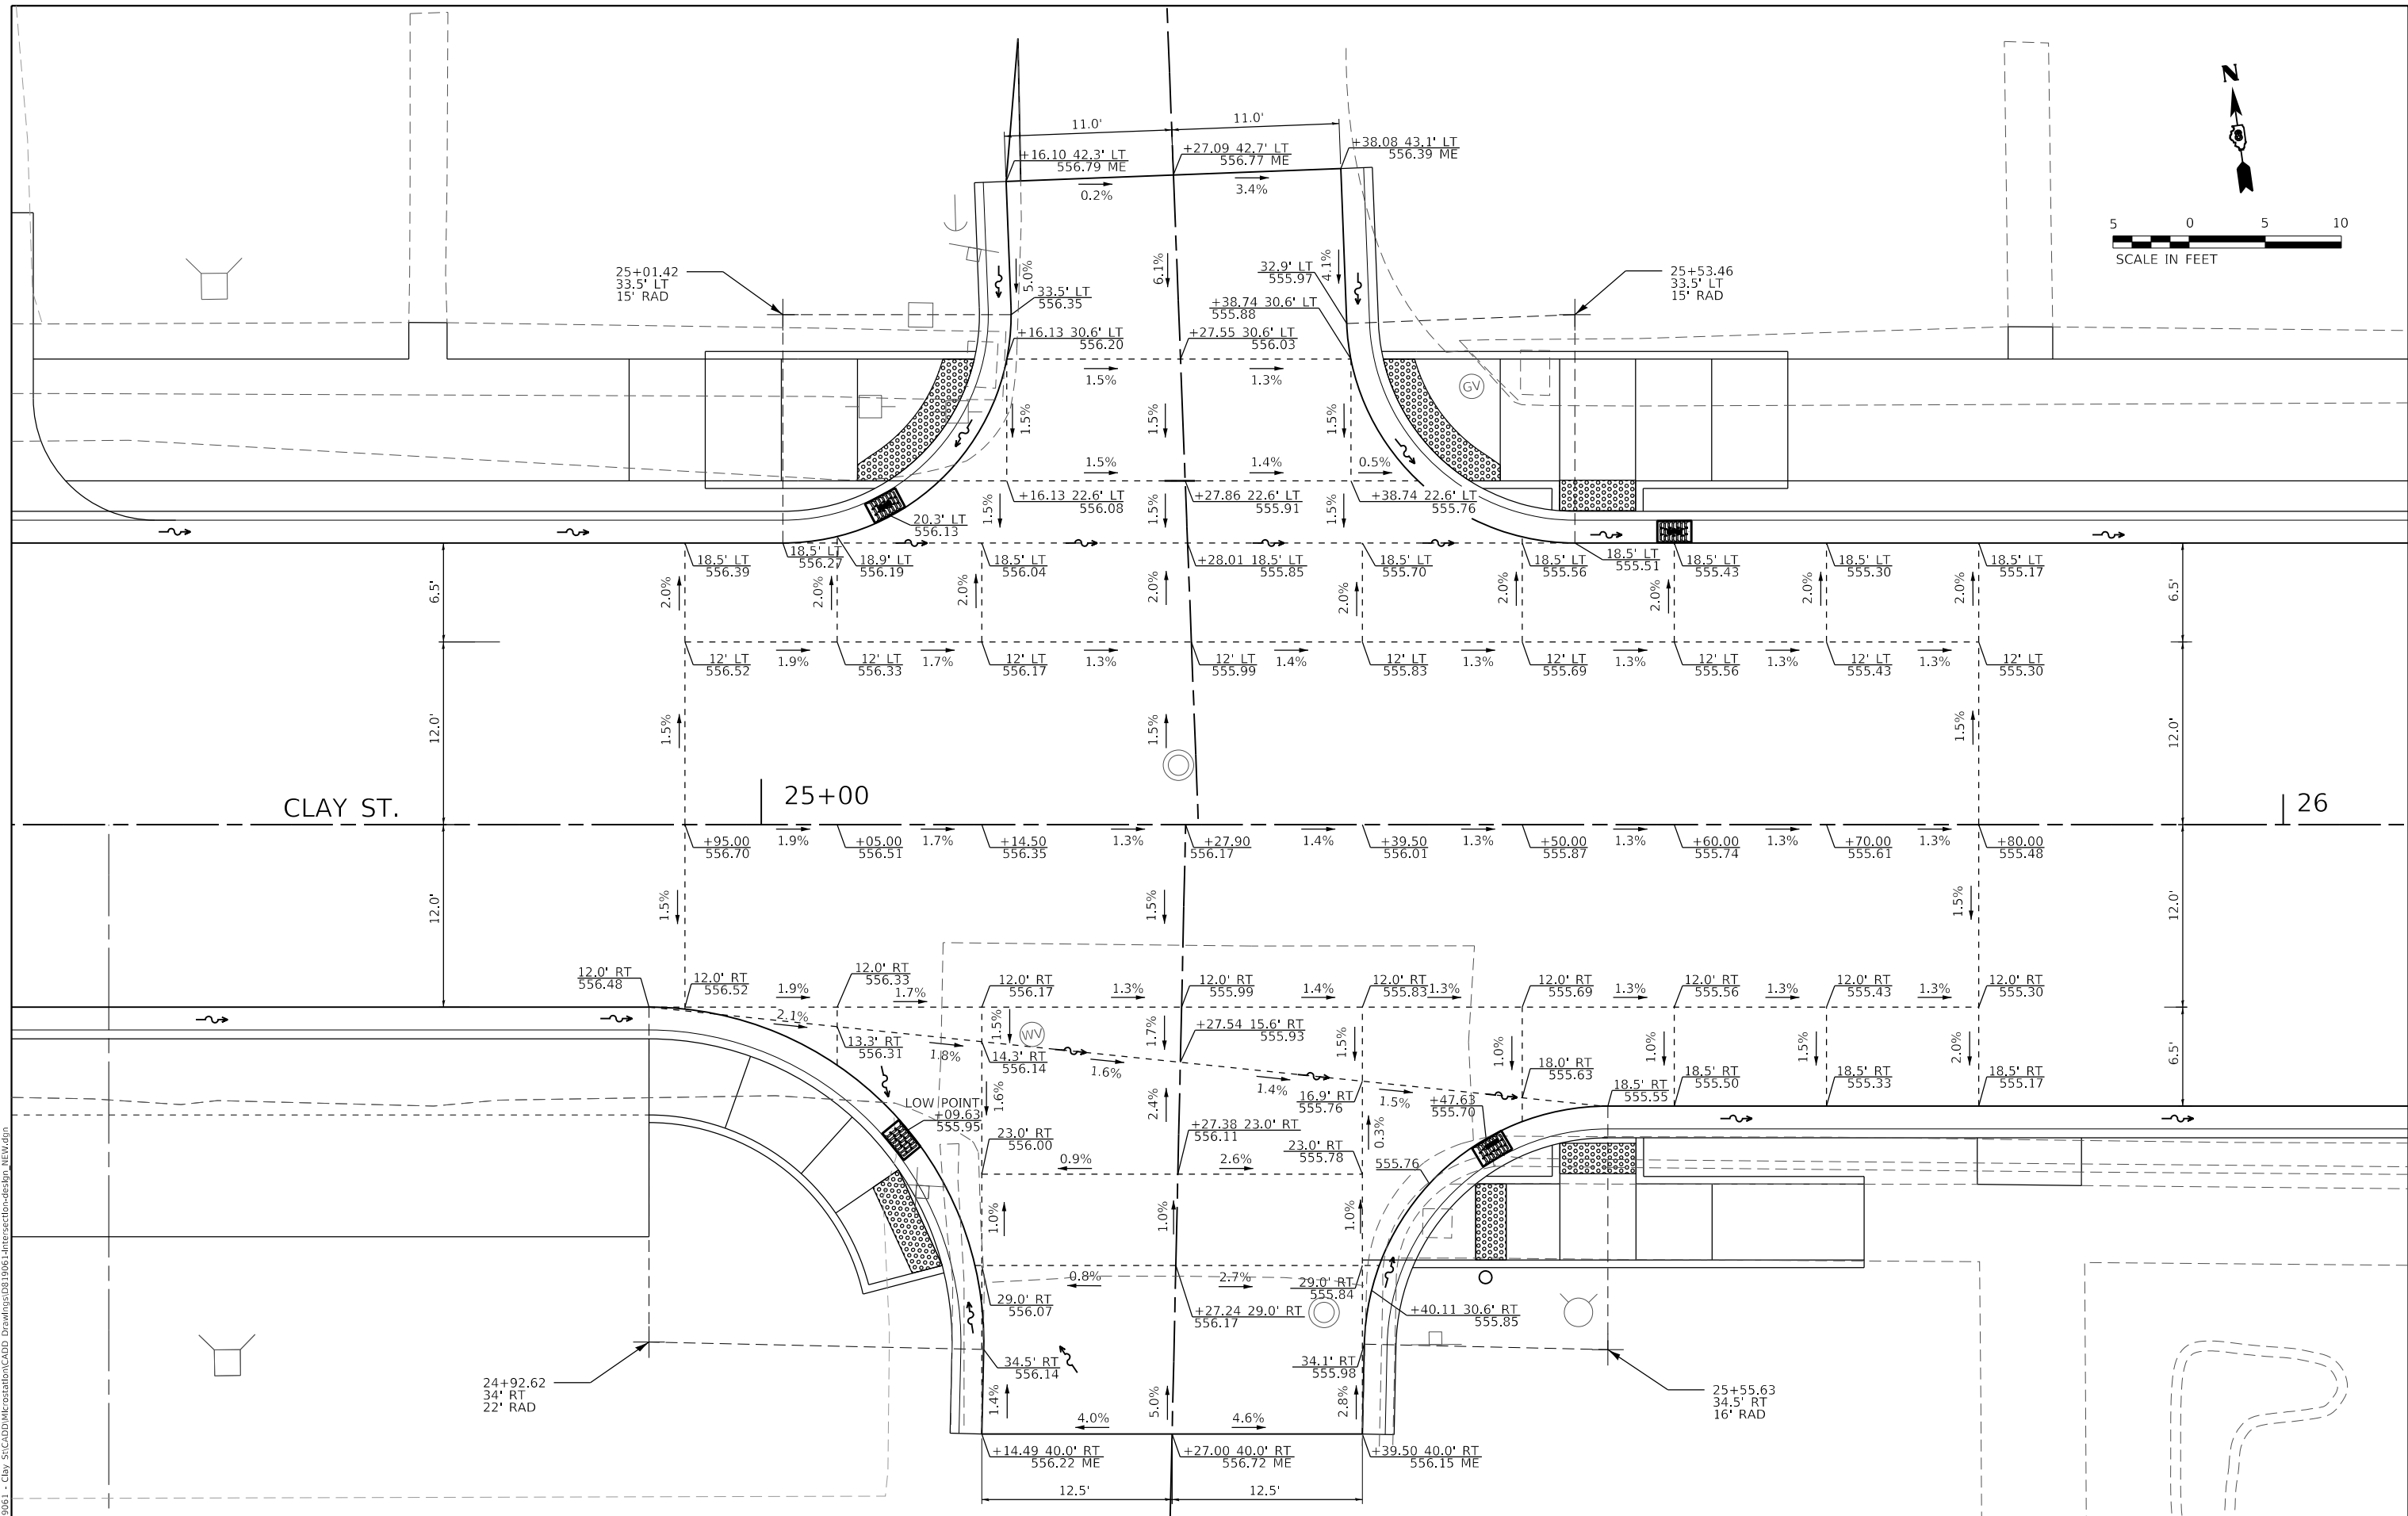 N
5 0 5 10
SCALE IN FEET
11.0' 11.0'
+16.10 42.3' LT
556.79 ME
+27.09 42.7' LT
556.77 ME
+38.08 43.1' LT
556.39 ME
0.2%
3.4%
25+01.42
33.5' LT
15' RAD
5.0%
6.1%
4.1%
33.5' LT
556.35
32.9' LT
555.97
25+53.46
33.5' LT
15' RAD
+38.74 30.6' LT
555.88
+16.13 30.6' LT
556.20
+27.55 30.6' LT
556.03
1.5%
1.3%
GV
1.5%
1.5%
1.5%
1.5%
1.4%
0.5%
+16.13 22.6' LT
556.08
+27.86 22.6' LT
555.91
+38.74 22.6' LT
555.76
1.5%
1.5%
1.5%
20.3' LT
556.13
18.5' LT
556.39
18.5' LT
556.27
18.9' LT
556.19
18.5' LT
556.04
+28.01 18.5' LT
555.85
18.5' LT
555.70
18.5' LT
555.56
18.5' LT
555.51
18.5' LT
555.43
18.5' LT
555.30
18.5' LT
555.17
6.5'
2.0%
2.0%
2.0%
2.0%
2.0%
2.0%
2.0%
2.0%
2.0%
6.5'
12' LT
556.52
1.9%
12' LT
556.33
1.7%
12' LT
556.17
1.3%
12' LT
555.99
1.4%
12' LT
555.83
1.3%
12' LT
555.69
1.3%
12' LT
555.56
1.3%
12' LT
555.43
1.3%
12' LT
555.30
12.0'
1.5%
1.5%
1.5%
12.0'
CLAY ST.
25+00
26
+95.00
556.70
1.9%
+05.00
556.51
1.7%
+14.50
556.35
1.3%
+27.90
556.17
1.4%
+39.50
556.01
1.3%
+50.00
555.87
1.3%
+60.00
555.74
1.3%
+70.00
555.61
1.3%
+80.00
555.48
12.0'
1.5%
1.5%
1.5%
12.0'
12.0' RT
556.48
12.0' RT
556.52
1.9%
12.0' RT
556.33
1.7%
12.0' RT
556.17
1.3%
12.0' RT
555.99
1.4%
12.0' RT
555.83
1.3%
12.0' RT
555.69
1.3%
12.0' RT
555.56
1.3%
12.0' RT
555.43
1.3%
12.0' RT
555.30
2.1%
13.3' RT
556.31
1.8%
1.5%
WV
14.3' RT
556.14
1.6%
1.7%
+27.54 15.6' RT
555.93
1.4%
1.5%
16.9' RT
555.76
1.5%
1.0%
18.0' RT
555.63
18.5' RT
555.55
1.0%
18.5' RT
555.50
1.5%
18.5' RT
555.33
2.0%
18.5' RT
555.17
6.5'
LOW POINT
+09.63
555.95
1.6%
2.4%
+47.63
555.70
23.0' RT
556.00
+27.38 23.0' RT
556.11
23.0' RT
555.78
0.3%
555.76
0.9%
2.6%
1.0%
1.0%
1.0%
0.8%
2.7%
29.0' RT
556.07
+27.24 29.0' RT
556.17
29.0' RT
555.84
+40.11 30.6' RT
555.85
34.5' RT
556.14
34.1' RT
555.98
24+92.62
34' RT
22' RAD
25+55.63
34.5' RT
16' RAD
1.4%
5.0%
2.8%
4.0%
4.6%
+14.49 40.0' RT
556.22 ME
+27.00 40.0' RT
556.72 ME
+39.50 40.0' RT
556.15 ME
12.5' 12.5'
9061 - Clay St\CADD\Microstation\CADD Drawings\D819061-Intersection-design_NEW.dgn